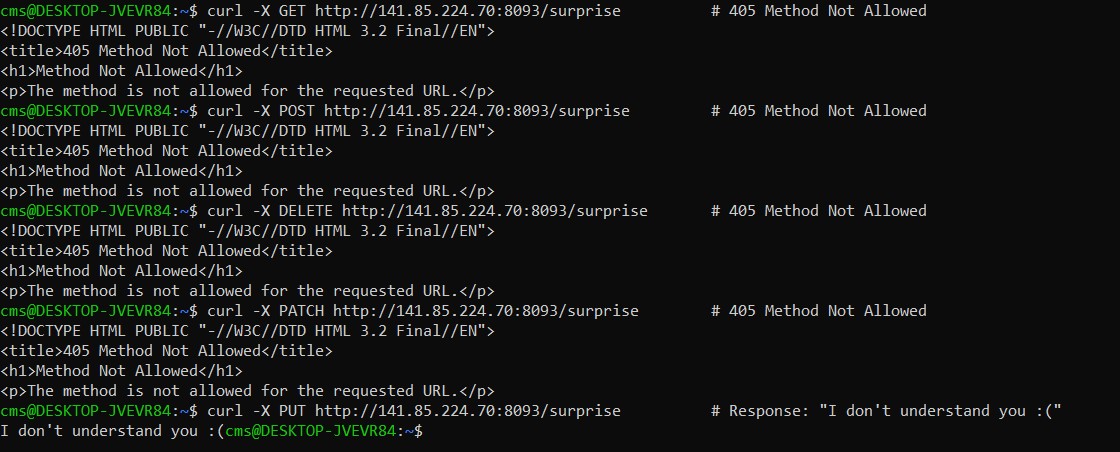 cms@DESKTOP-JVEVR84:~$ curl -X GET http://141.85.224.70:8093/surprise          # 405 Method Not Allowed
<!DOCTYPE HTML PUBLIC "-//W3C//DTD HTML 3.2 Final//EN">
<title>405 Method Not Allowed</title>
<h1>Method Not Allowed</h1>
<p>The method is not allowed for the requested URL.</p>
cms@DESKTOP-JVEVR84:~$ curl -X POST http://141.85.224.70:8093/surprise         # 405 Method Not Allowed
<!DOCTYPE HTML PUBLIC "-//W3C//DTD HTML 3.2 Final//EN">
<title>405 Method Not Allowed</title>
<h1>Method Not Allowed</h1>
<p>The method is not allowed for the requested URL.</p>
cms@DESKTOP-JVEVR84:~$ curl -X DELETE http://141.85.224.70:8093/surprise       # 405 Method Not Allowed
<!DOCTYPE HTML PUBLIC "-//W3C//DTD HTML 3.2 Final//EN">
<title>405 Method Not Allowed</title>
<h1>Method Not Allowed</h1>
<p>The method is not allowed for the requested URL.</p>
cms@DESKTOP-JVEVR84:~$ curl -X PATCH http://141.85.224.70:8093/surprise        # 405 Method Not Allowed
<!DOCTYPE HTML PUBLIC "-//W3C//DTD HTML 3.2 Final//EN">
<title>405 Method Not Allowed</title>
<h1>Method Not Allowed</h1>
<p>The method is not allowed for the requested URL.</p>
cms@DESKTOP-JVEVR84:~$ curl -X PUT http://141.85.224.70:8093/surprise          # Response: "I don't understand you :("
I don't understand you :(cms@DESKTOP-JVEVR84:~$